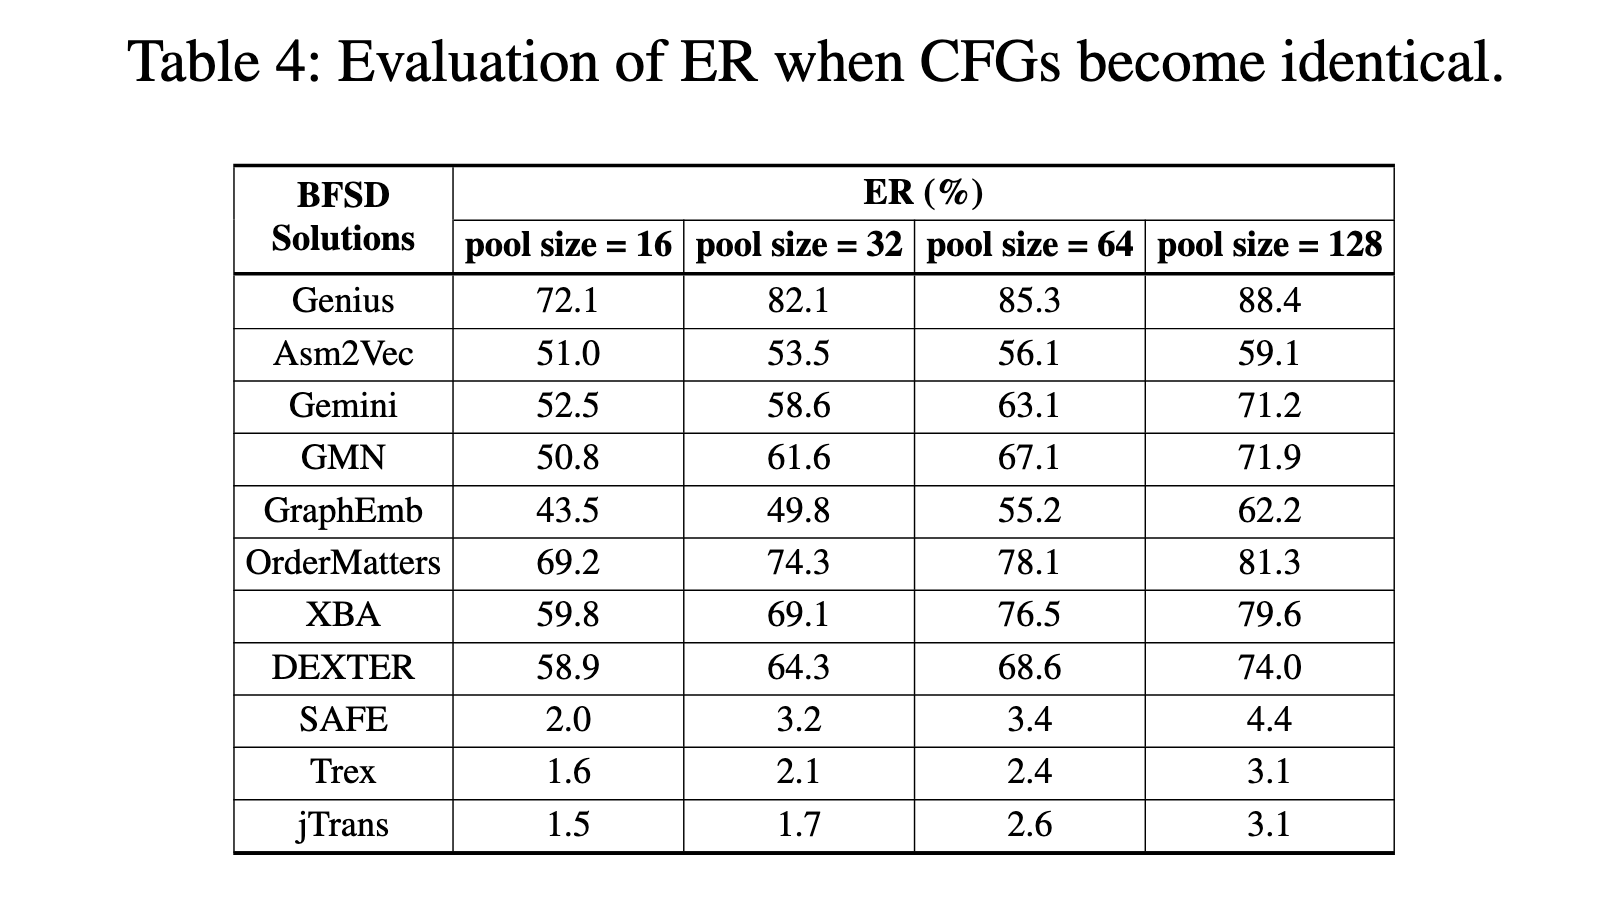 Table 4: Evaluation of ER when CFGs become identical.
BFSD Solutions ER (%)
pool size = 16 pool size = 32 pool size = 64 pool size = 128
Genius 72.1 82.1 85.3 88.4
Asm2Vec 51.0 53.5 56.1 59.1
Gemini 52.5 58.6 63.1 71.2
GMN 50.8 61.6 67.1 71.9
GraphEmb 43.5 49.8 55.2 62.2
OrderMatters 69.2 74.3 78.1 81.3
XBA 59.8 69.1 76.5 79.6
DEXTER 58.9 64.3 68.6 74.0
SAFE 2.0 3.2 3.4 4.4
Trex 1.6 2.1 2.4 3.1
jTrans 1.5 1.7 2.6 3.1